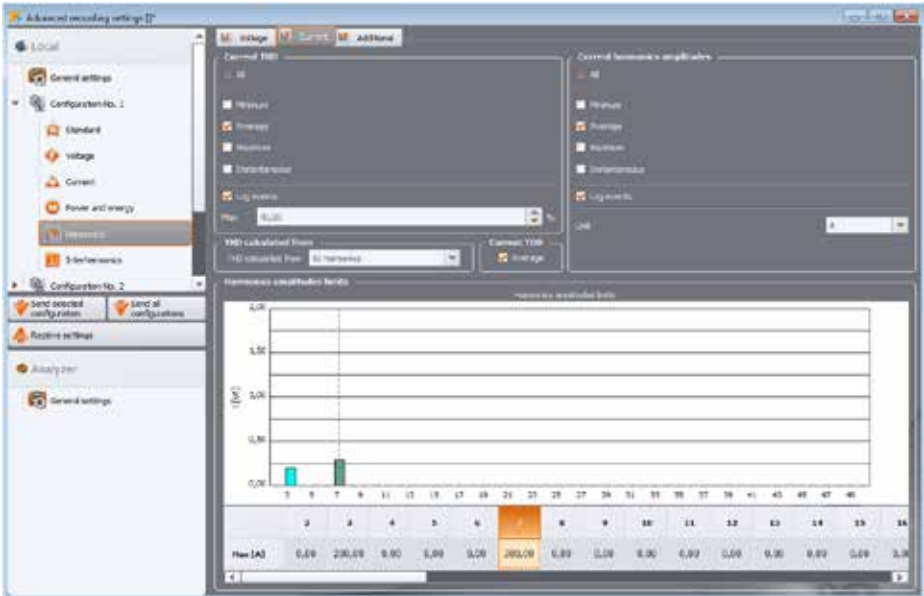 Advanced recording settings []*
Local
General settings
Configuration No. 1
Standard
Voltage
Current
Power and energy
Harmonics
Interharmonics
Configuration No. 2
Send selected configuration
Send all configurations
Receive settings
Analyzer
General settings
Voltage
Current
Additional
Current THD
All
Minimum
Average
Maximum
Instantaneous
Log events
Max
%
THD calculated from
THD calculated from
Current TDD
Average
Current harmonics amplitudes
All
Minimum
Average
Maximum
Instantaneous
Log events
Unit
Harmonics amplitudes limits
Harmonics amplitudes limits
1,50
0,50
0,00
3 5 7 9 11 13 15 17 19 21 23 25 27 29 31 33 35 37 39 41 43 45 47 49
2 3 4 5 6 7 8 9 10 11 12 13 14 15 16
Max [A] 0,00 200,00 0,00 0,00 0,00 0,00 0,00 0,00 0,00 0,00 0,00 0,00 0,00